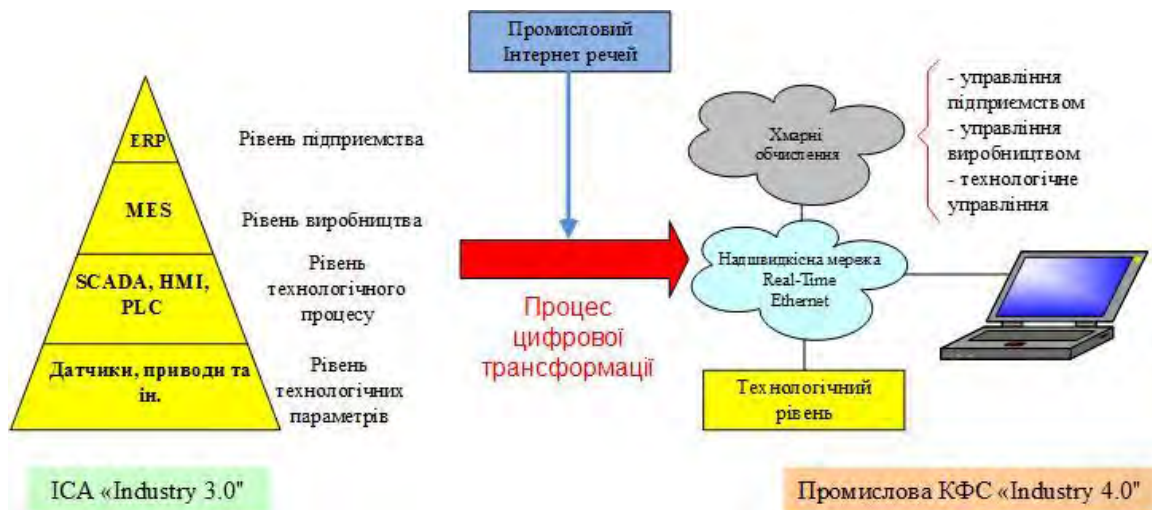 Промисловий
Інтернет речей
ERP
Рівень підприємства
MES
Рівень виробництва
SCADA, HMI,
PLC
Рівень
технологічного
процесу
Датчики, приводи та
ін.
Рівень
технологічних
параметрів
ІСА «Industry 3.0"
Процес
цифрової
трансформації
Хмарні
обчислення
- управління
підприємством
- управління
виробництвом
- технологічне
управління
Надшвидкісна мережа
Real-Time
Ethernet
Технологічний
рівень
Промислова КФС «Industry 4.0"